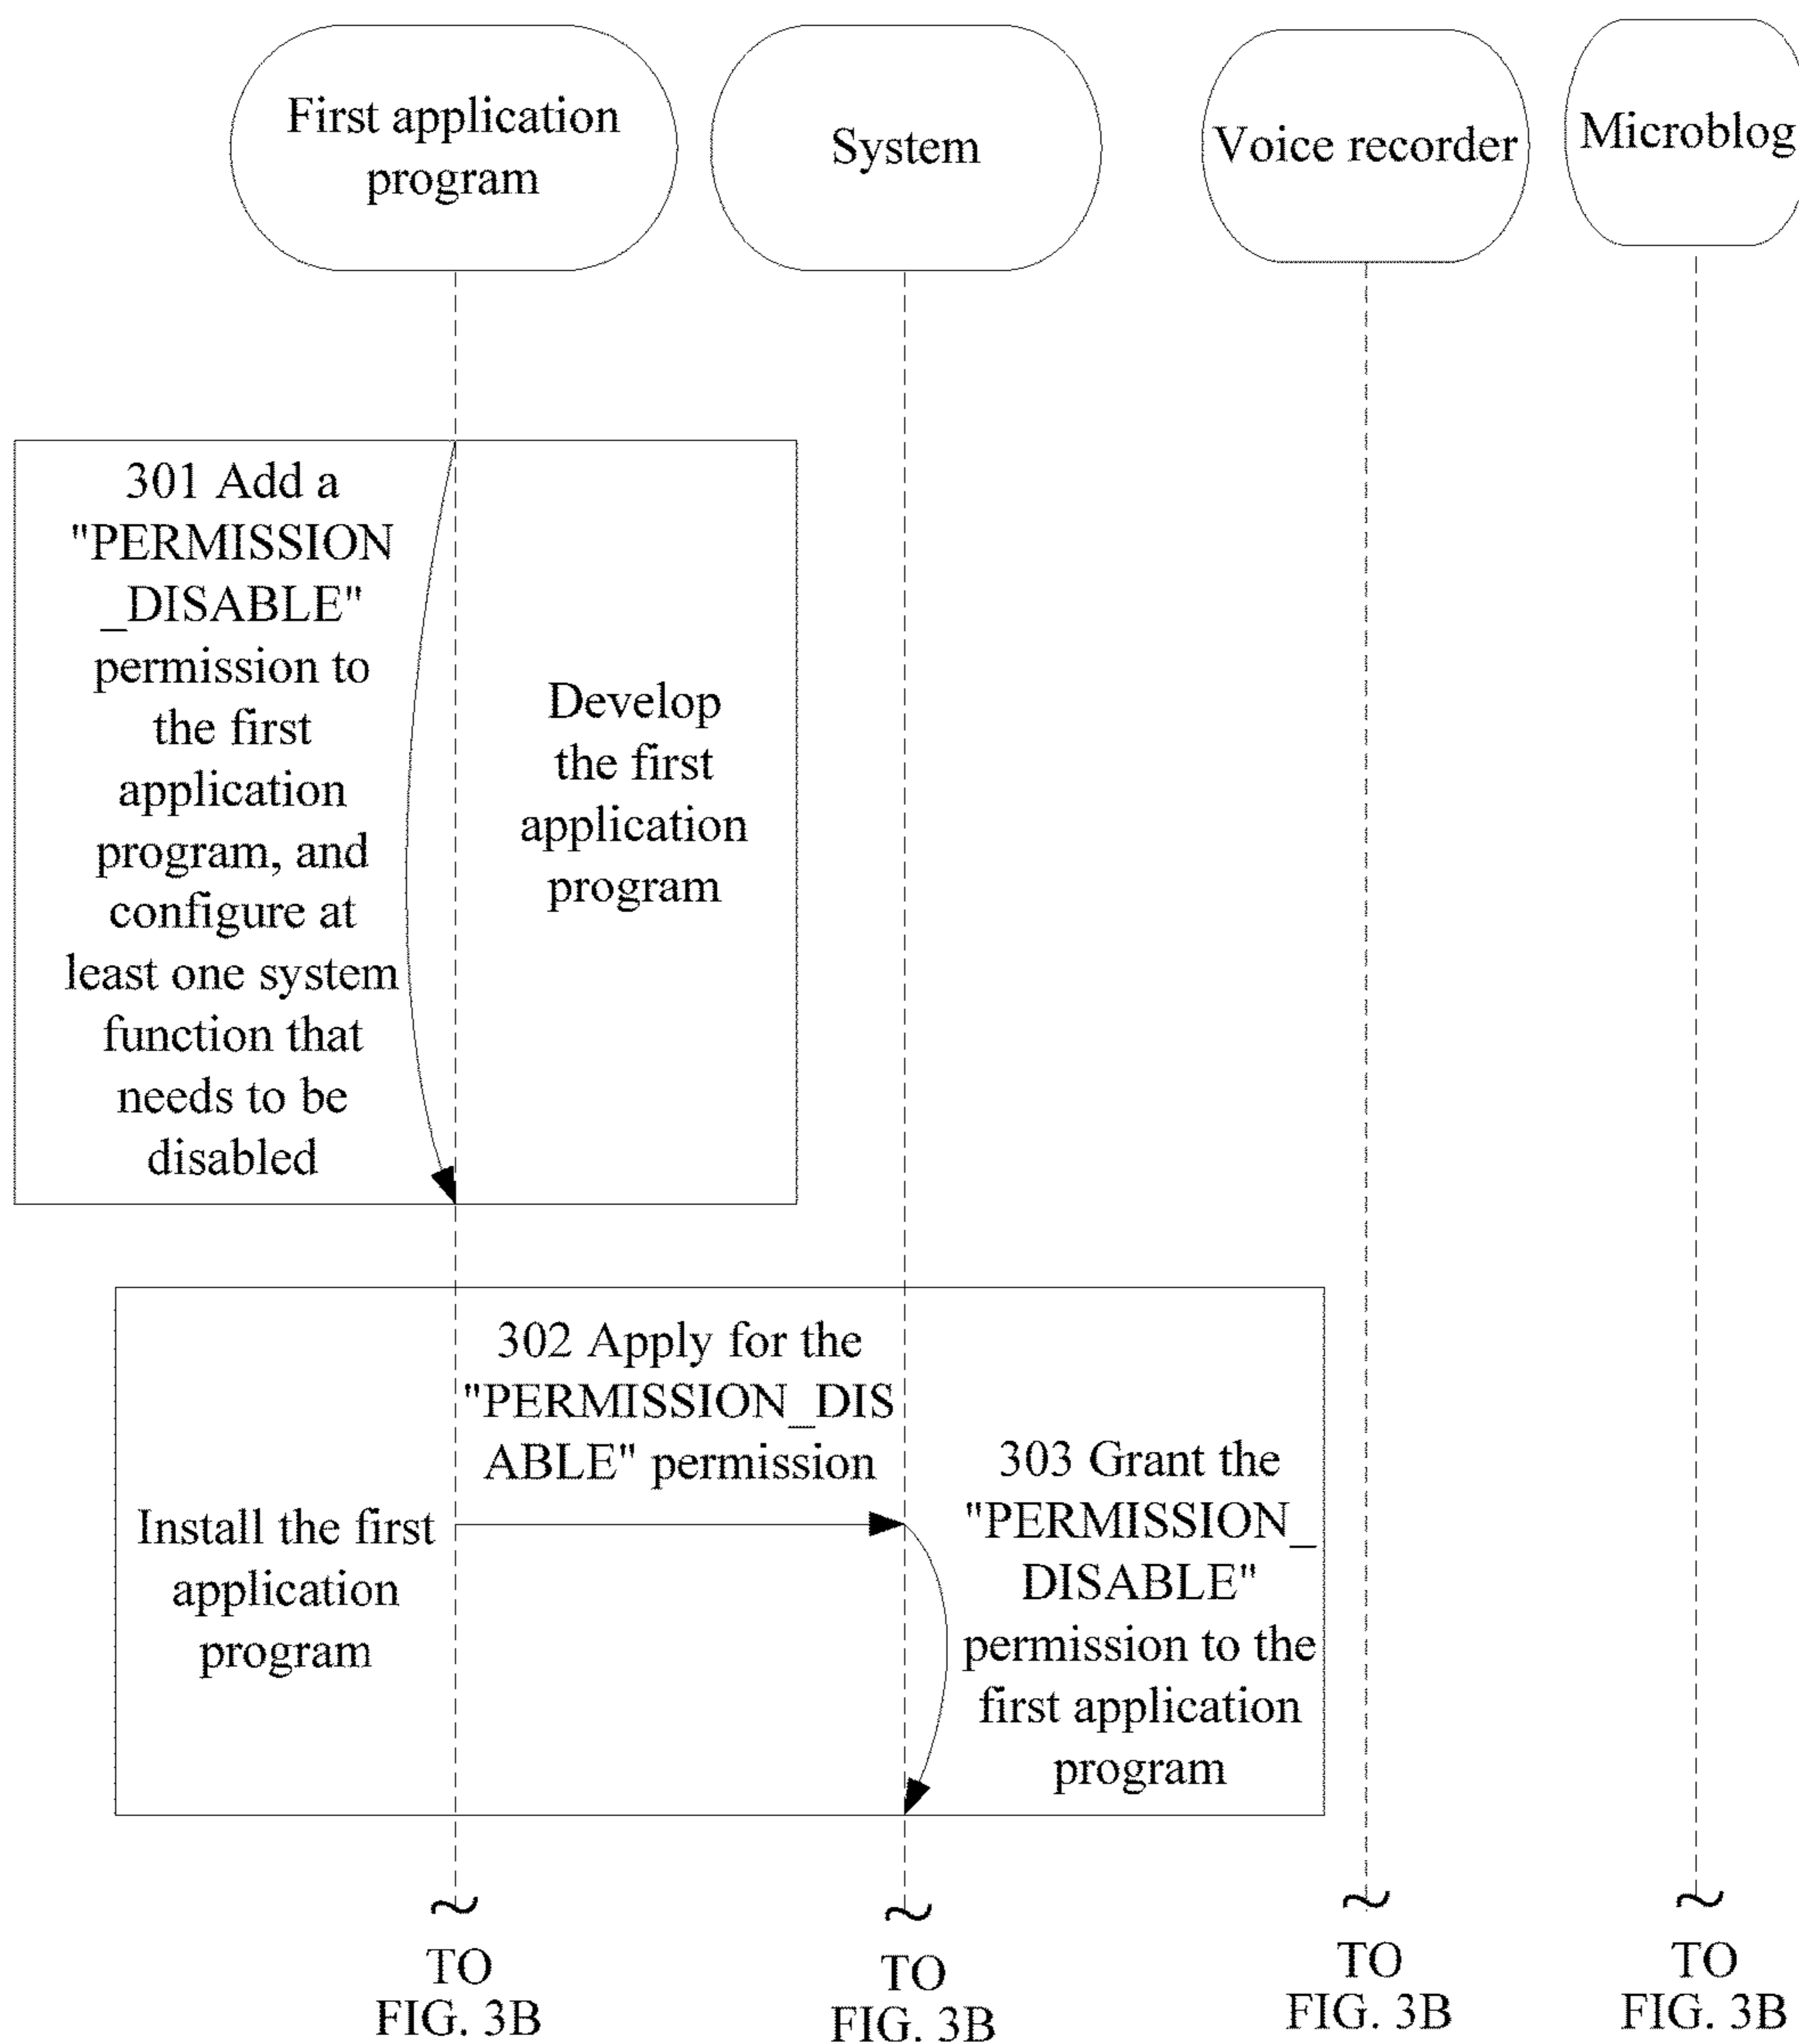 First application
program
System
Voice recorder
Microblog
301 Add a
"PERMISSION
_DISABLE"
permission to
the first
application
program, and
configure at
least one system
function that
needs to be
disabled
Develop
the first
application
program
Install the first
application
program
302 Apply for the
"PERMISSION_DIS
ABLE" permission
303 Grant the
"PERMISSION_
DISABLE"
permission to the
first application
program
~
TO
FIG. 3B
~
TO
FIG. 3B
~
TO
FIG. 3B
~
TO
FIG. 3B